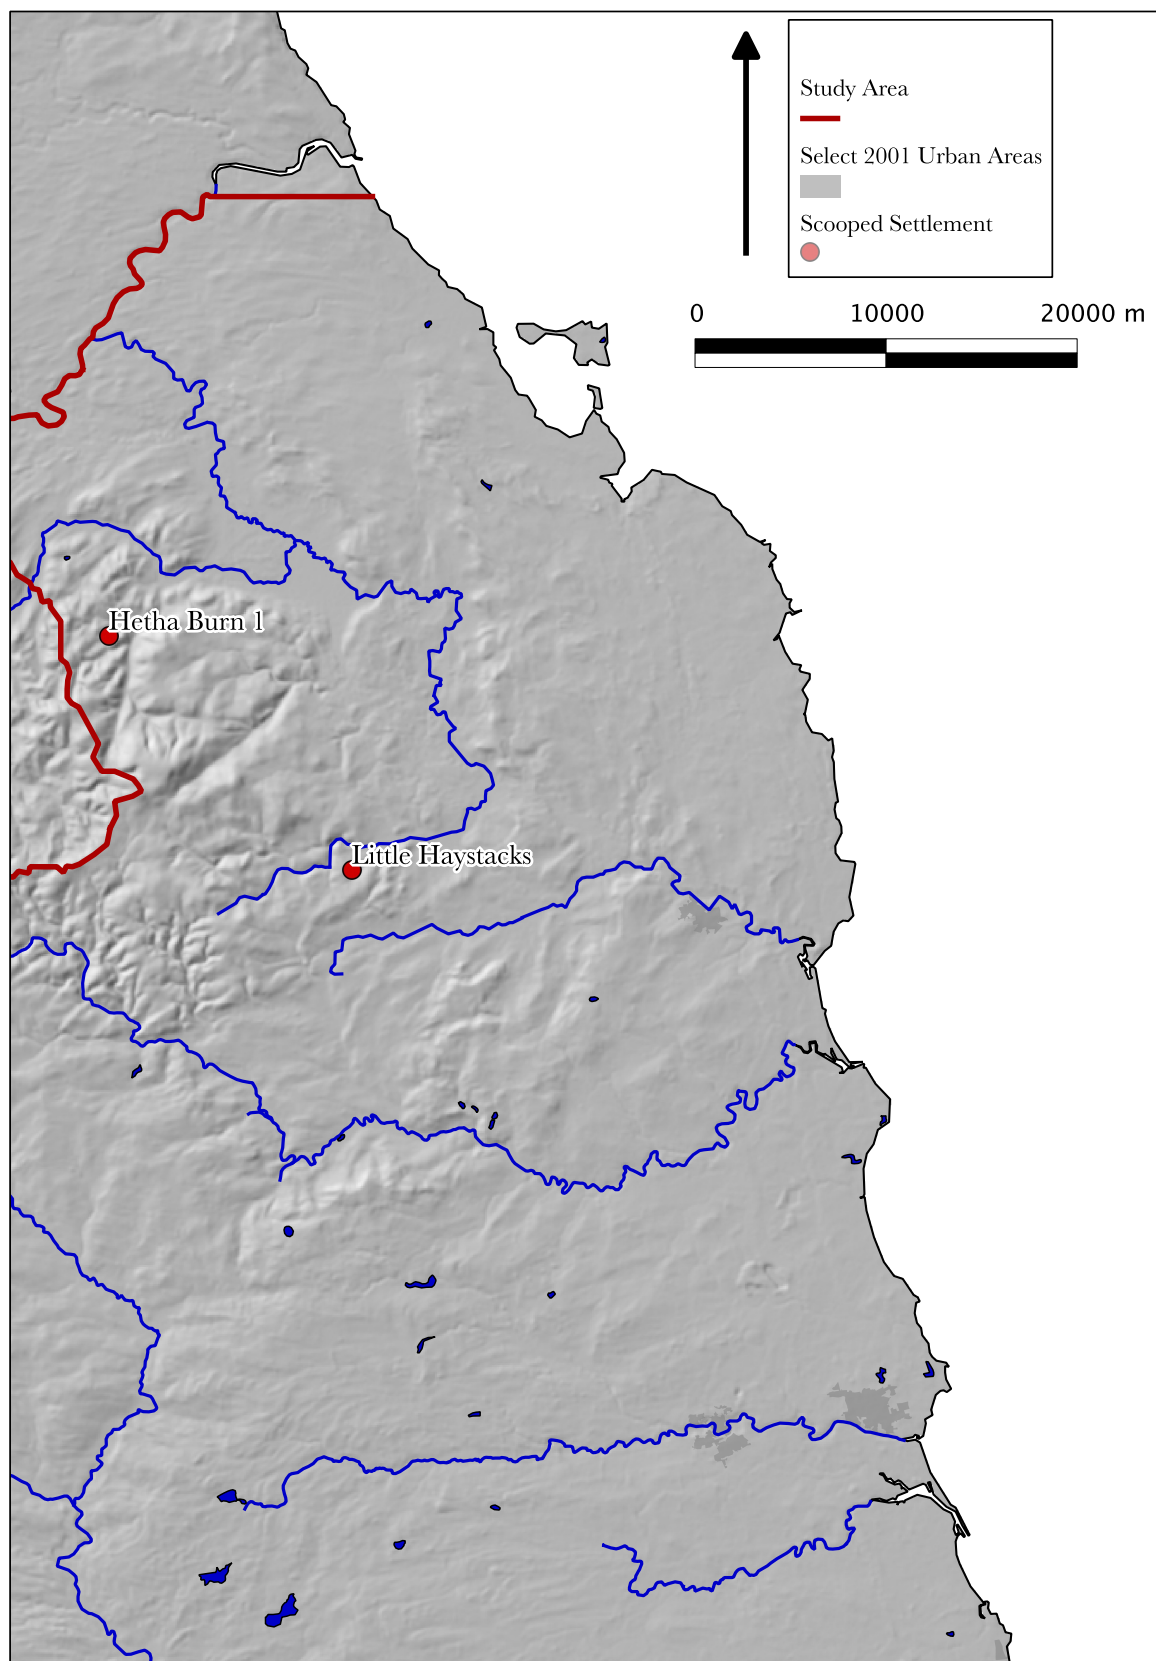 Study Area
Select 2001 Urban Areas
Scooped Settlement
0 10000 20000 m
Hetha Burn 1
Little Haystacks